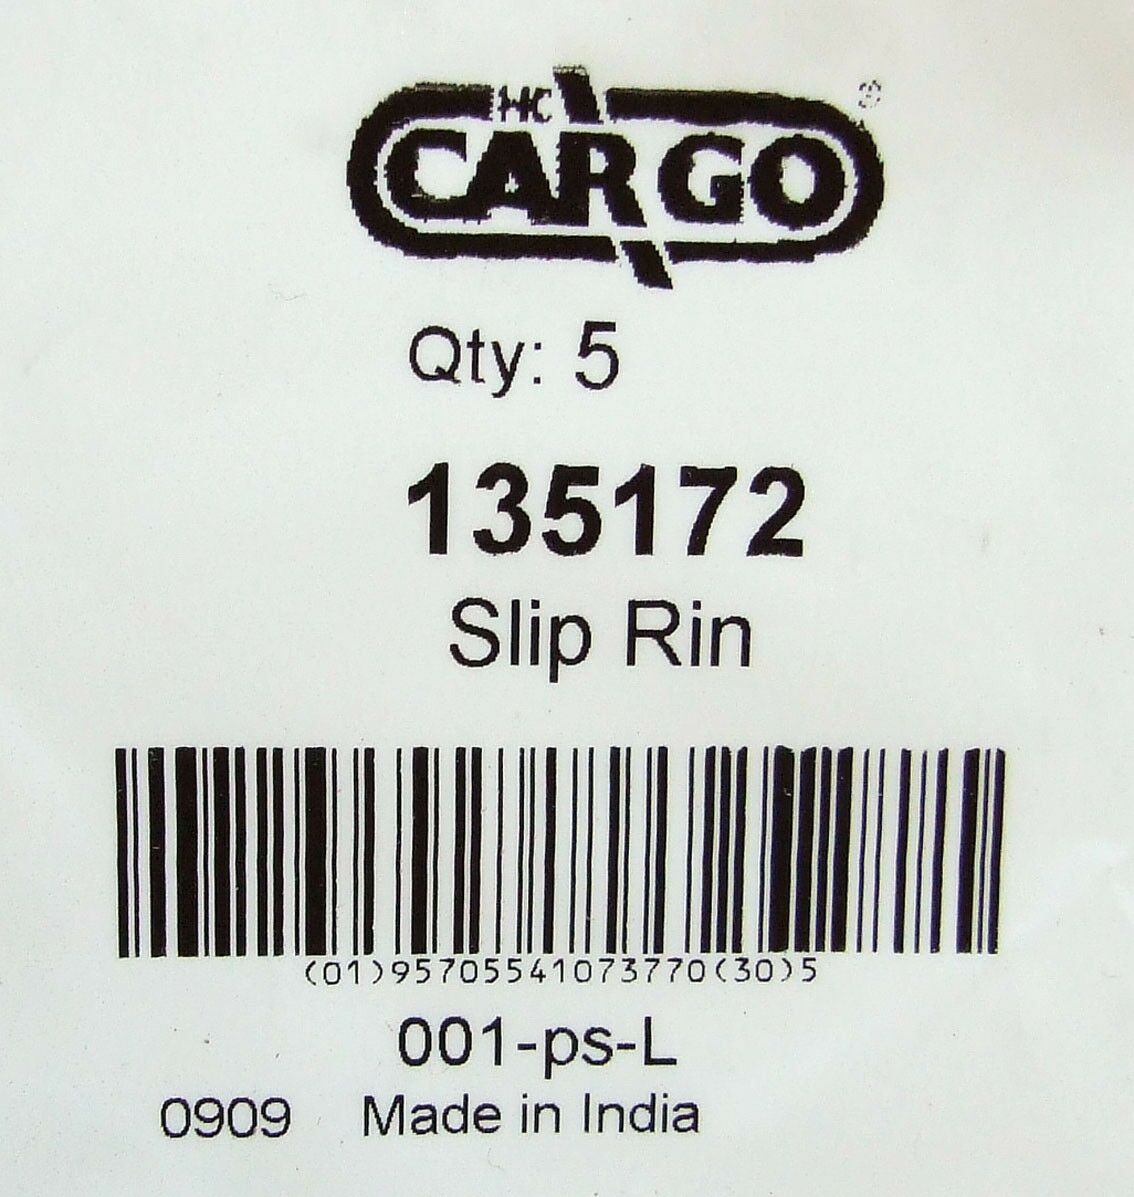 HC
CARGO ®
Qty: 5
135172
Slip Rin
(01)95705541073770(30)5
001-ps-L
0909 Made in India